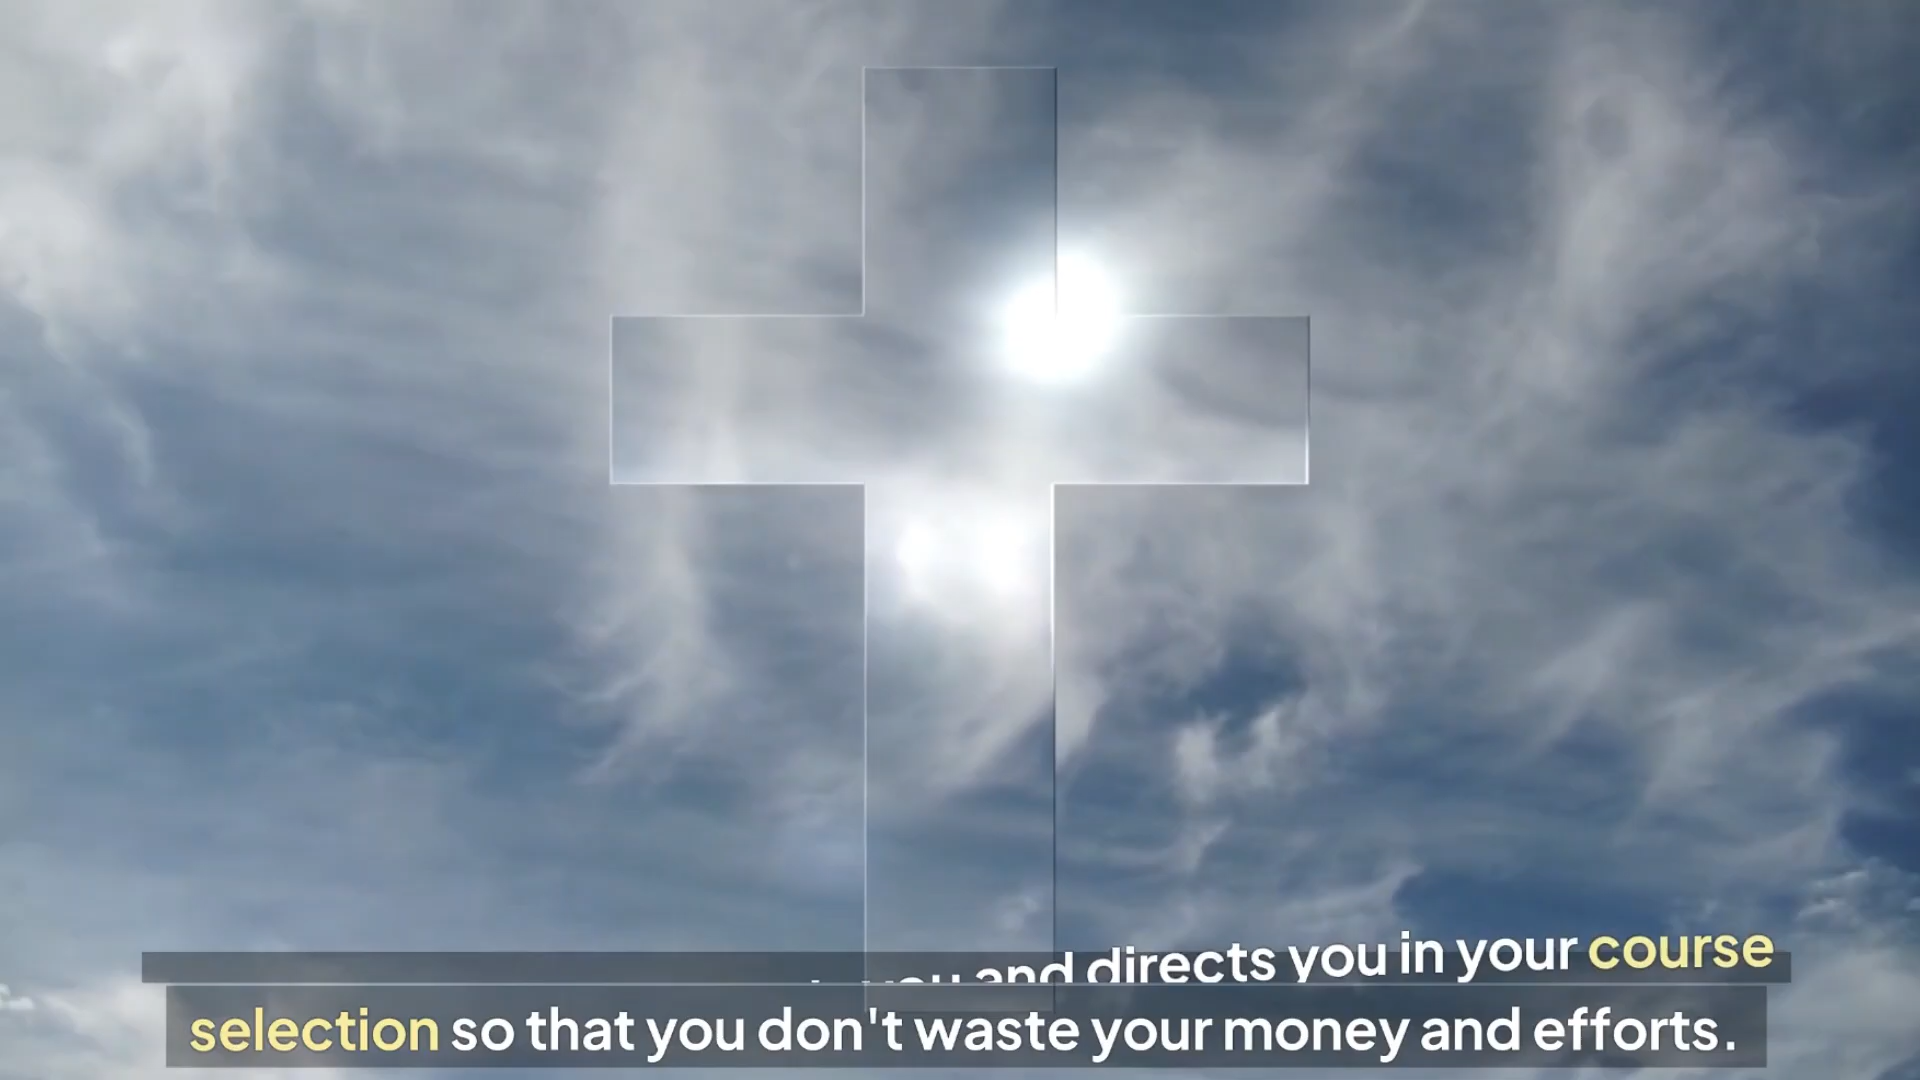 and directs you in your course
selection so that you don't waste your money and efforts.